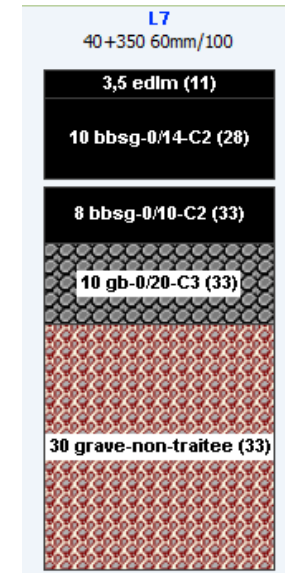 L7
40+350 60mm/100
3,5 edlm (11)
10 bbsg-0/14-C2 (28)
8 bbsg-0/10-C2 (33)
10 gb-0/20-C3 (33)
30 grave-non-traitee (33)